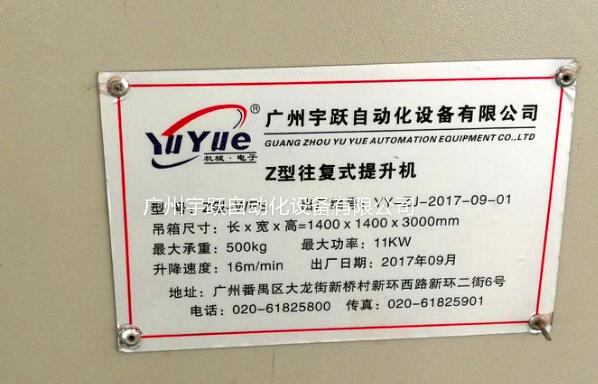 YuYue®
机械·电子
广州宇跃自动化设备有限公司
GUANG ZHOU YU YUE AUTOMATION EQUIPMENT CO.,LTD
Z型往复式提升机
广州宇跃自动化设备有限公司
型 YY-ZJ-2017-09-01
吊箱尺寸：长x宽x高=1400x1400x3000mm
最大承重：500kg 最大功率：11KW
升降速度：16m/min 出厂日期：2017年09月
地址：广州番禺区大龙街新桥村新环西路新环二街6号
电话：020-61825800 传真：020-61825901